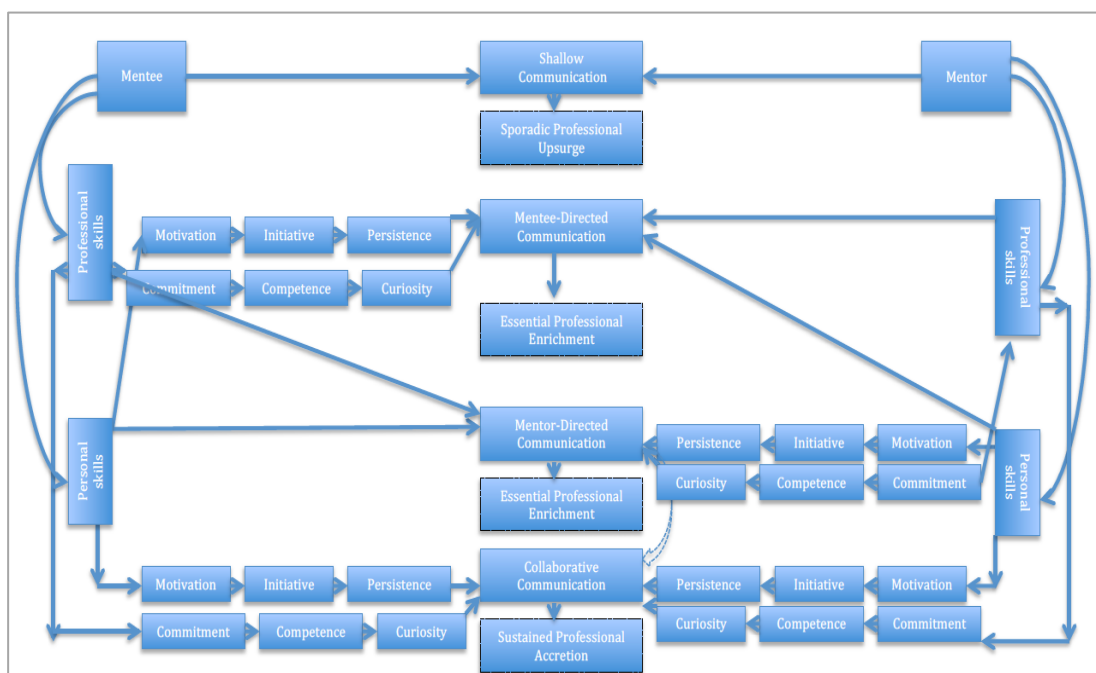 Mentee
Shallow
Communication
Mentor
Sporadic Professional
Upsurge
Professional
skills
Motivation
Initiative
Persistence
Mentee-Directed
Communication
Professional
skills
Commitment
Competence
Curiosity
Essential Professional
Enrichment
Personal
skills
Mentor-Directed
Communication
Persistence
Initiative
Motivation
Personal
skills
Curiosity
Competence
Commitment
Essential Professional
Enrichment
Motivation
Initiative
Persistence
Collaborative
Communication
Persistence
Initiative
Motivation
Commitment
Competence
Curiosity
Curiosity
Competence
Commitment
Sustained Professional
Accretion